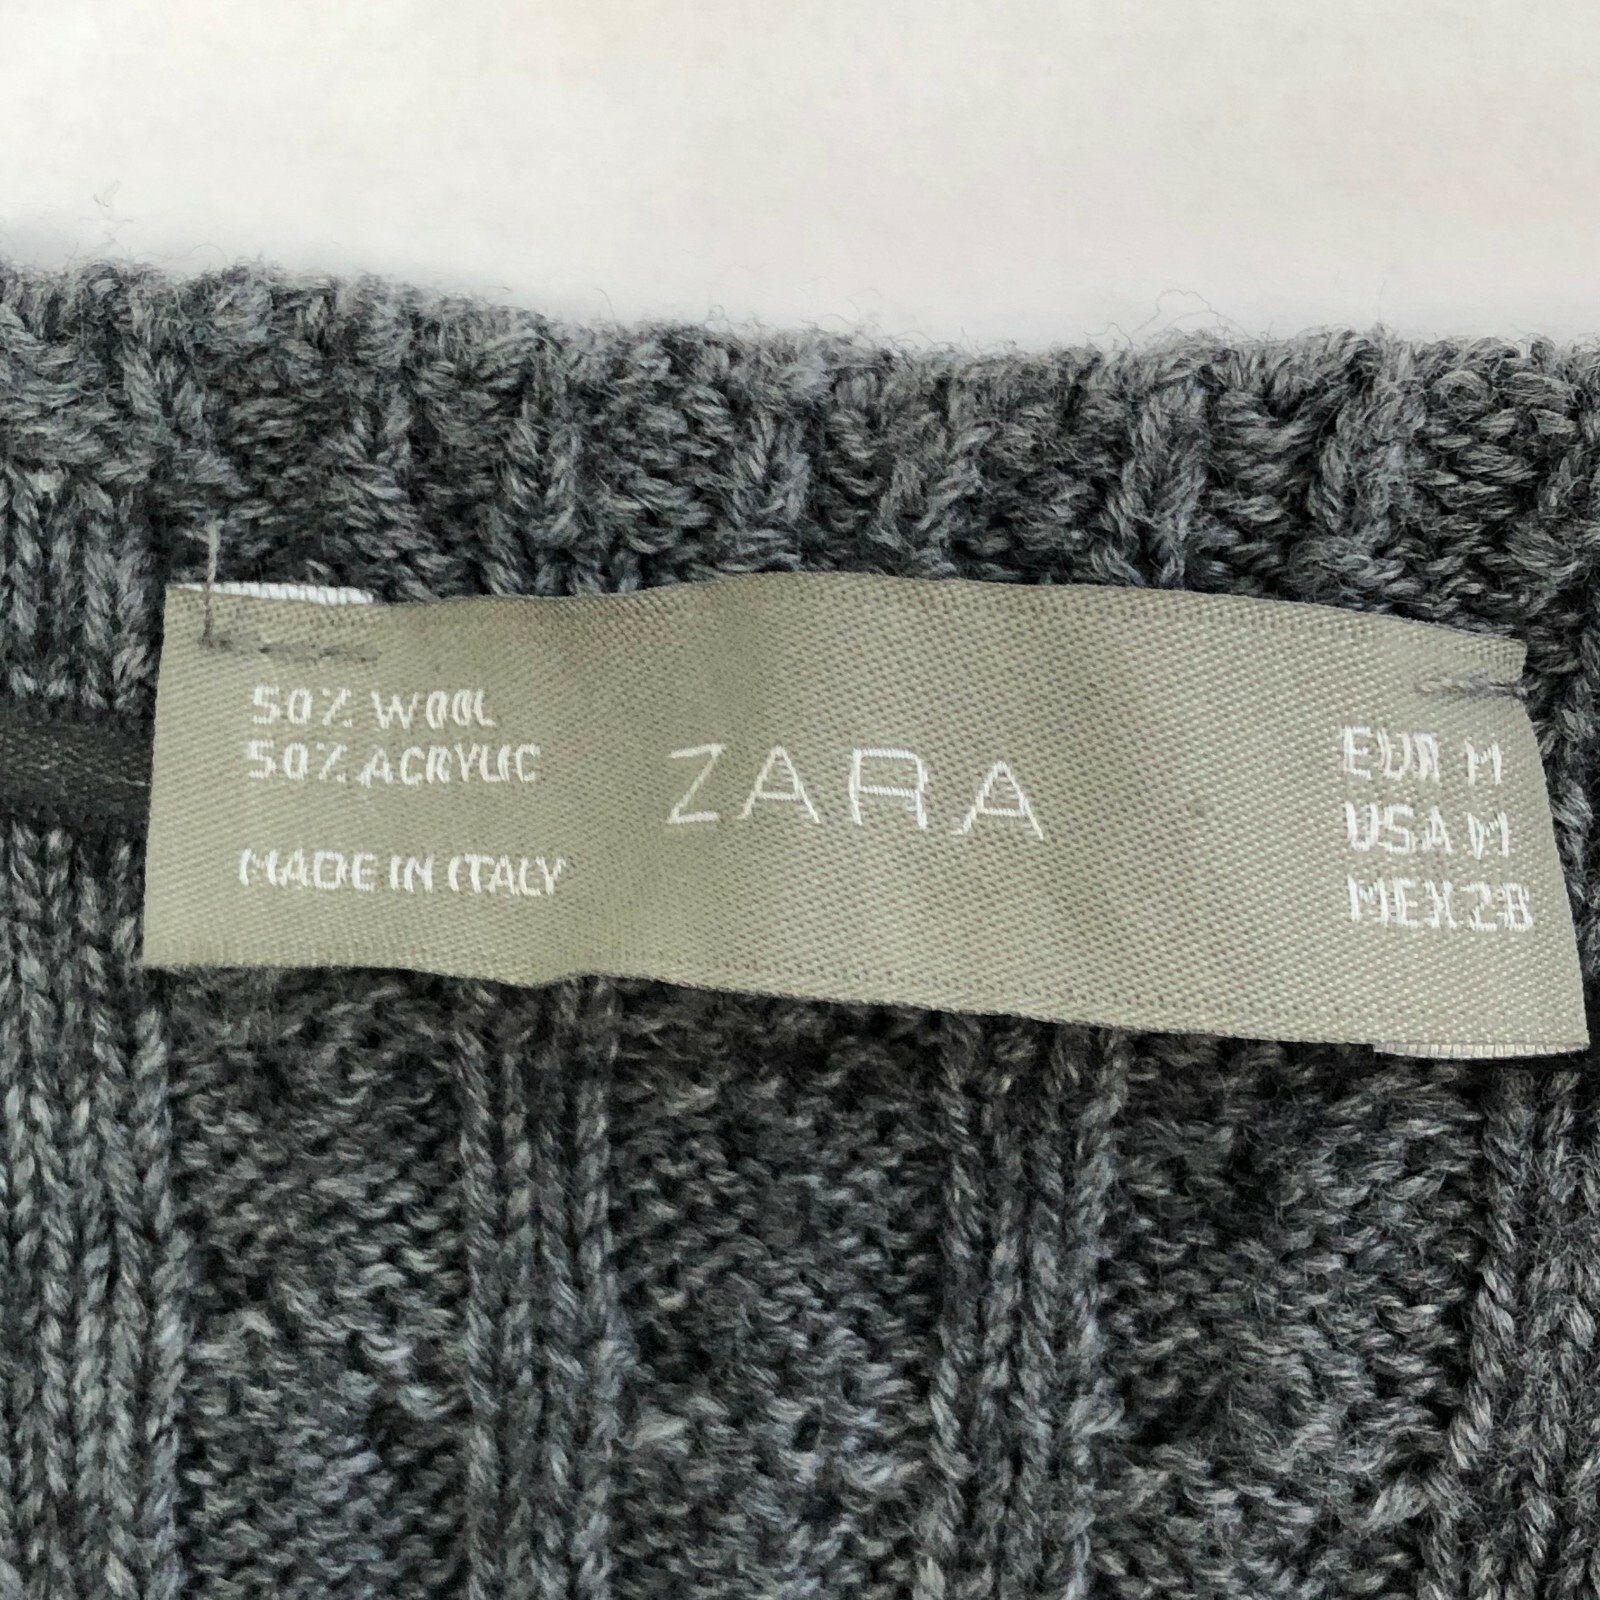 50% WOOL
50% ACRYLIC
MADE IN ITALY
ZARA
EUR M
USA M
MEX 28